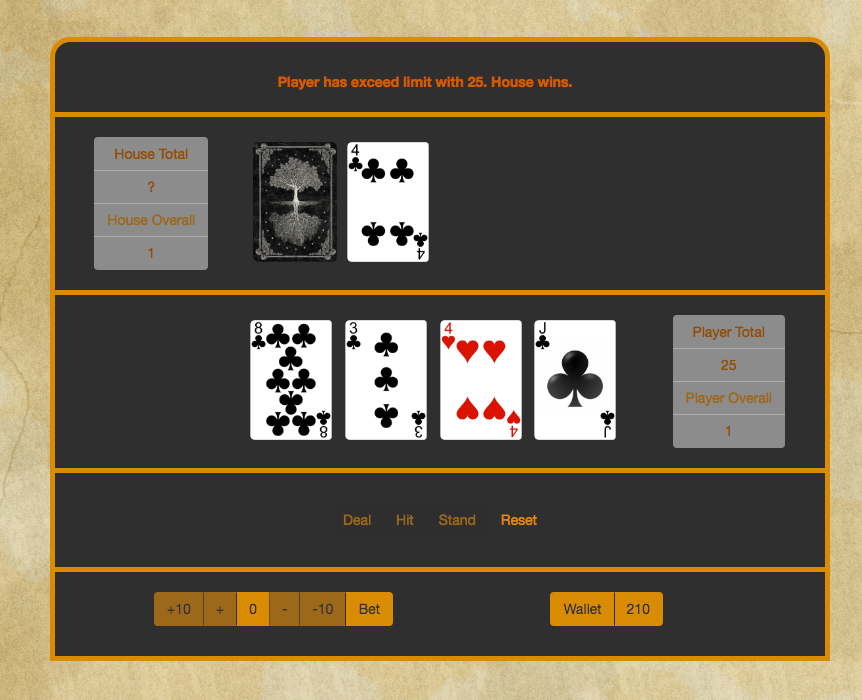 Player has exceed limit with 25. House wins.
House Total
?
House Overall
1
4
4
8
8
3
3
4
4
J
J
Player Total
25
Player Overall
1
Deal Hit Stand Reset
+10 + 0 - -10 Bet
Wallet 210